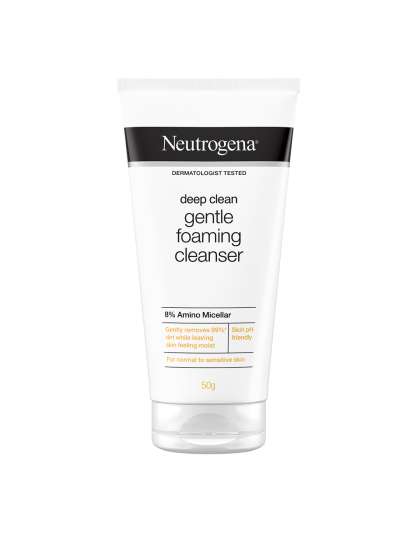 Neutrogena®
DERMATOLOGIST TESTED
deep clean
gentle
foaming
cleanser
8% Amino Micellar
Gently removes 99%*
dirt while leaving
skin feeling moist
Skin pH
friendly
For normal to sensitive skin
50g